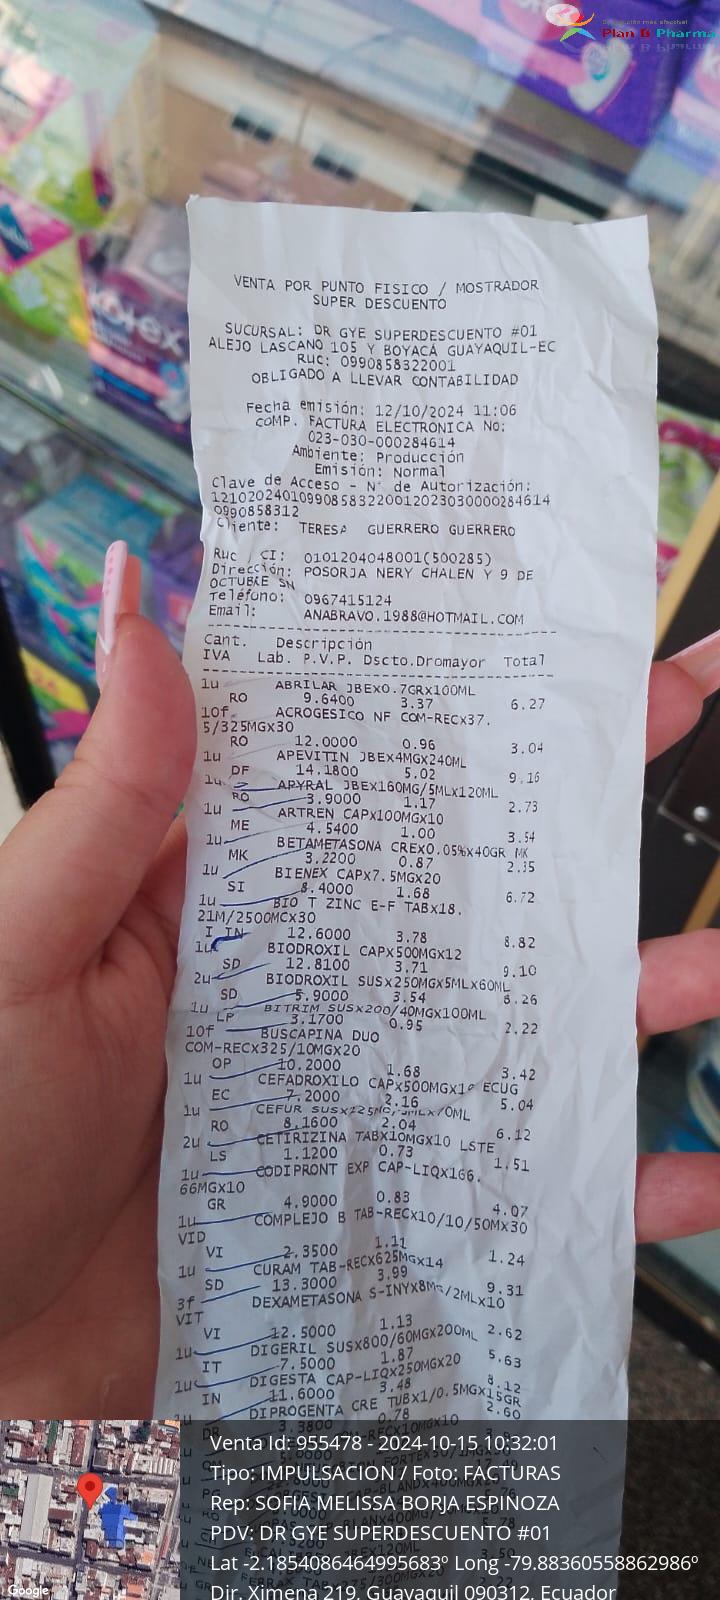 Plan B Pharma
kotex
VENTA POR PUNTO FISICO / MOSTRADOR
SUPER DESCUENTO
SUCURSAL: DR GYE SUPERDESCUENTO #01
ALEJO LASCANO 105 Y BOYACÁ GUAYAQUIL-EC
Ruc: 0990858322001
OBLIGADO A LLEVAR CONTABILIDAD
Fecha emisión: 12/10/2024 11:06
COMP. FACTURA ELECTRONICA No:
023-030-000284614
Ambiente: Producción
Emisión: Normal
Clave de Acceso - N° de Autorización:
121020240109908583220012023030000284614
0990858312
Cliente: TERESA GUERRERO GUERRERO
Ruc / CI: 0101204048001(500285)
Dirección: POSORJA NERY CHALEN Y 9 DE
OCTUBRE SN
Teléfono: 0967415124
Email: ANABRAVO.1988@HOTMAIL.COM
Cant. Descripción
IVA Lab. P.V.P. Dscto.Dromayor Total
1u ABRILAR JBEx0.7GRx100ML
RO 9.6400 3.37 6.27
10f ACROGESICO NF COM-RECx37.
5/325MGx30
RO 12.0000 0.96 3.04
1u APEVITIN JBEx4MGx240ML
DF 14.1800 5.02 9.16
1u APYRAL JBEx160MG/5MLx120ML
RO 3.9000 1.17 2.73
1u ARTREN CAPx100MGx10
ME 4.5400 1.00 3.54
1u BETAMETASONA CREx0.05%x40GR MK
MK 3.2200 0.87 2.35
1u BIENEX CAPx7.5MGx20
SI 8.4000 1.68 6.72
1u BIO T ZINC E-F TABx18.
21M/2500MCx30
I IN 12.6000 3.78 8.82
1u BIODROXIL CAPx500MGx12
SD 12.8100 3.71 9.10
2u BIODROXIL SUSx250MGx5MLx60ML
SD 5.9000 3.54 8.26
1u BITRIM SUSx200/40MGx100ML
LP 3.1700 0.95 2.22
10f BUSCAPINA DUO
COM-RECx325/10MGx20
OP 10.2000 1.68 3.42
1u CEFADROXILO CAPx500MGx1 ECUG
EC 7.2000 2.16 5.04
1u CEFUR
RO 8.1600 2.04 6.12
2u CETIRIZINA TABx10MGx10 LSTE
LS 1.1200 0.73 1.51
1u CODIPRONT EXP CAP-LIQx166.
66MGx10
GR 4.9000 0.83 4.07
1u COMPLEJO B TAB-RECx10/10/50Mx30
VID
VI 2.3500 1.11 1.24
1u CURAM TAB-RECx625MGx14
SD 13.3000 3.99 9.31
3f DEXAMETASONA S-INYx8MG/2MLx10
VIT
VI 12.5000 1.13 2.62
1u DIGERIL SUSx800/60MGx200ML
IT 7.5000 1.87 5.63
1u DIGESTA CAP-LIQx250MGx20
IN 11.6000 3.48 8.12
DIPROGENTA CRE TUBx1/0.5MGx15GR
3.3800 0.78 2.60
Venta Id: 955478 - 2024-10-15 10:32:01
Tipo: IMPULSACION / Foto: FACTURAS
Rep: SOFIA MELISSA BORJA ESPINOZA
PDV: DR GYE SUPERDESCUENTO #01
Lat -2.1854086464995683º Long -79.88360558862986º
Dir. Ximena 219, Guayaquil 090312, Ecuador
Google